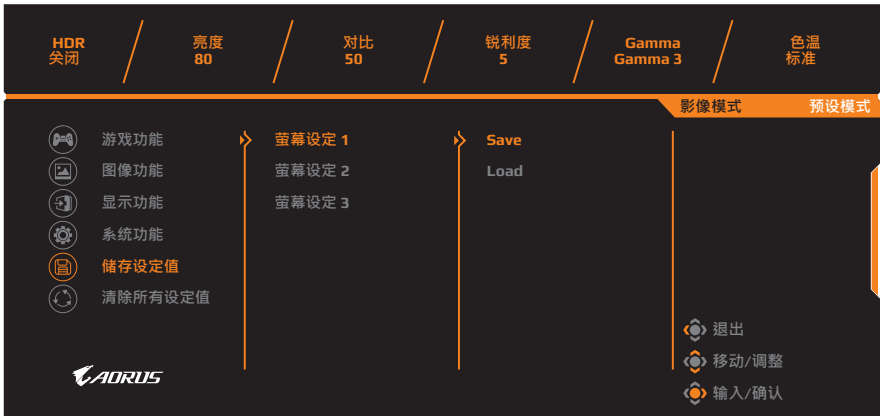 HDR
关闭
亮度
80
对比
50
锐利度
5
Gamma
Gamma 3
色温
标准
影像模式 预设模式
游戏功能 萤幕设定 1 Save
图像功能 萤幕设定 2 Load
显示功能 萤幕设定 3
系统功能
储存设定值
清除所有设定值
退出
移动/调整
输入/确认
AORUS